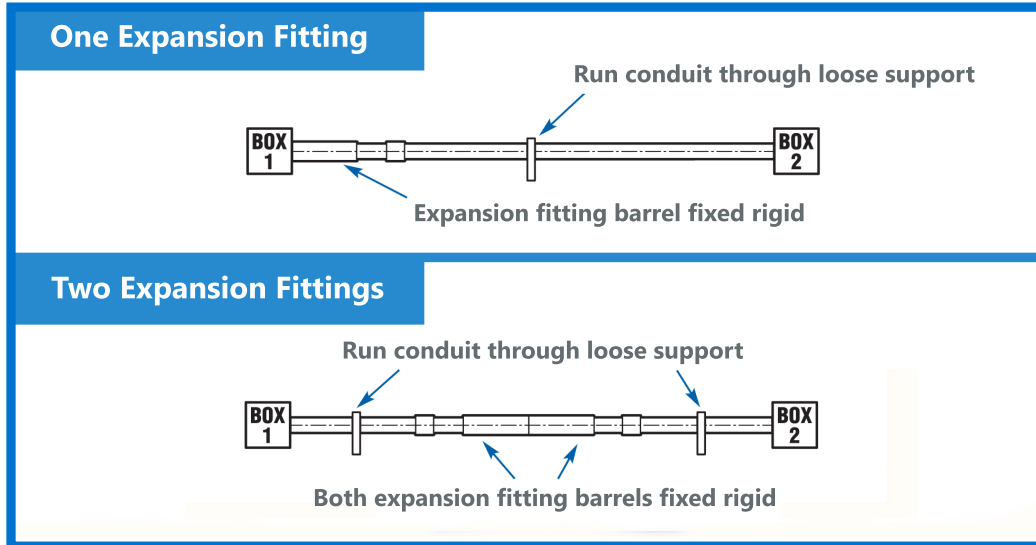 One Expansion Fitting
Run conduit through loose support
BOX
1
BOX
2
Expansion fitting barrel fixed rigid
Two Expansion Fittings
Run conduit through loose support
BOX
1
BOX
2
Both expansion fitting barrels fixed rigid